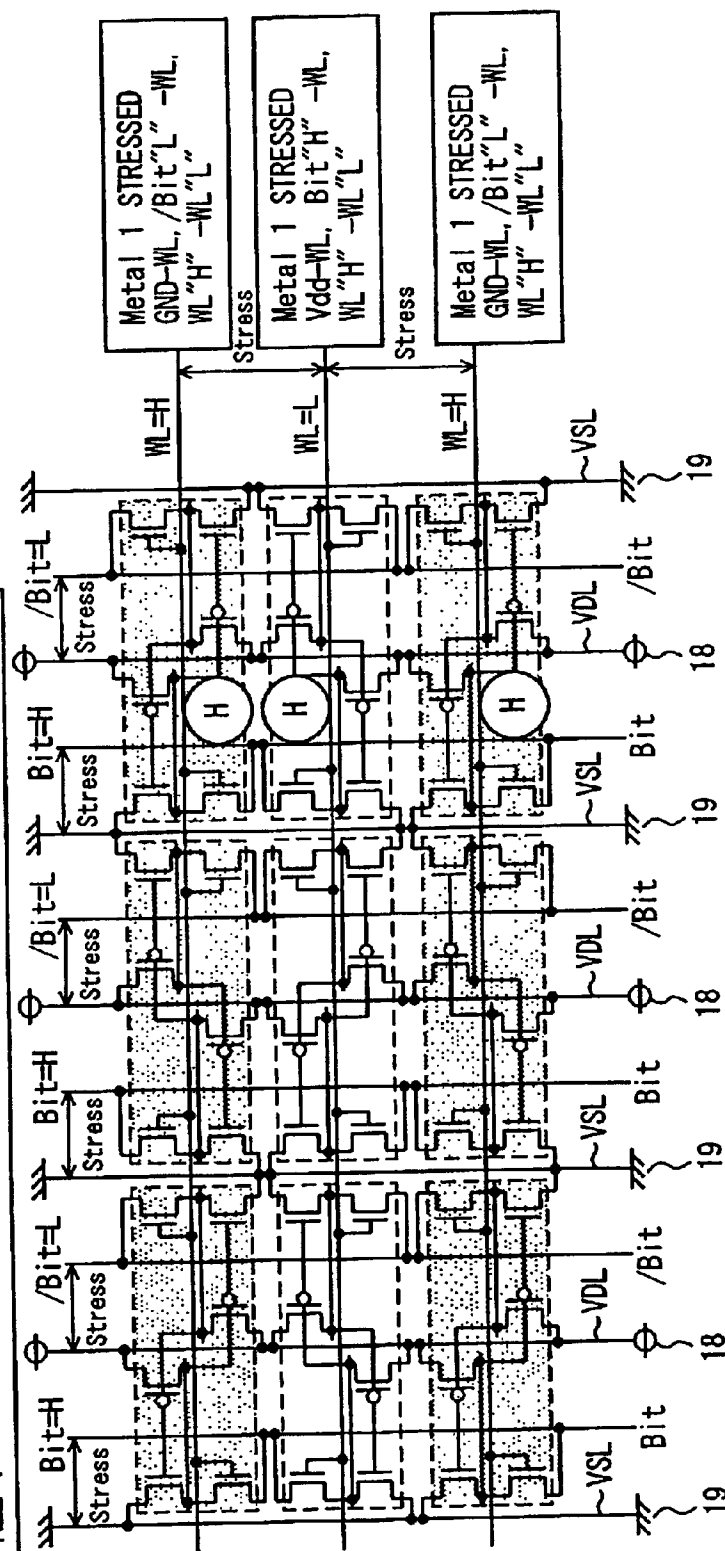 Bit=H
/Bit=L
Bit=H
/Bit=L
Bit=H
/Bit=L
Stress
Stress
Stress
Stress
Stress
Stress
WL=H
Metal 1 STRESSED
GND-WL, /Bit"L" -WL,
WL"H" -WL"L"
H
Stress
WL=L
Metal 1 STRESSED
Vdd-WL, Bit"H" -WL,
WL"H" -WL"L"
H
Stress
WL=H
Metal 1 STRESSED
GND-WL, /Bit"L" -WL,
WL"H" -WL"L"
H
VSL
Bit
VDL
/Bit
VSL
Bit
VDL
/Bit
VSL
Bit
VDL
/Bit
VSL
19
18
19
18
19
18
19